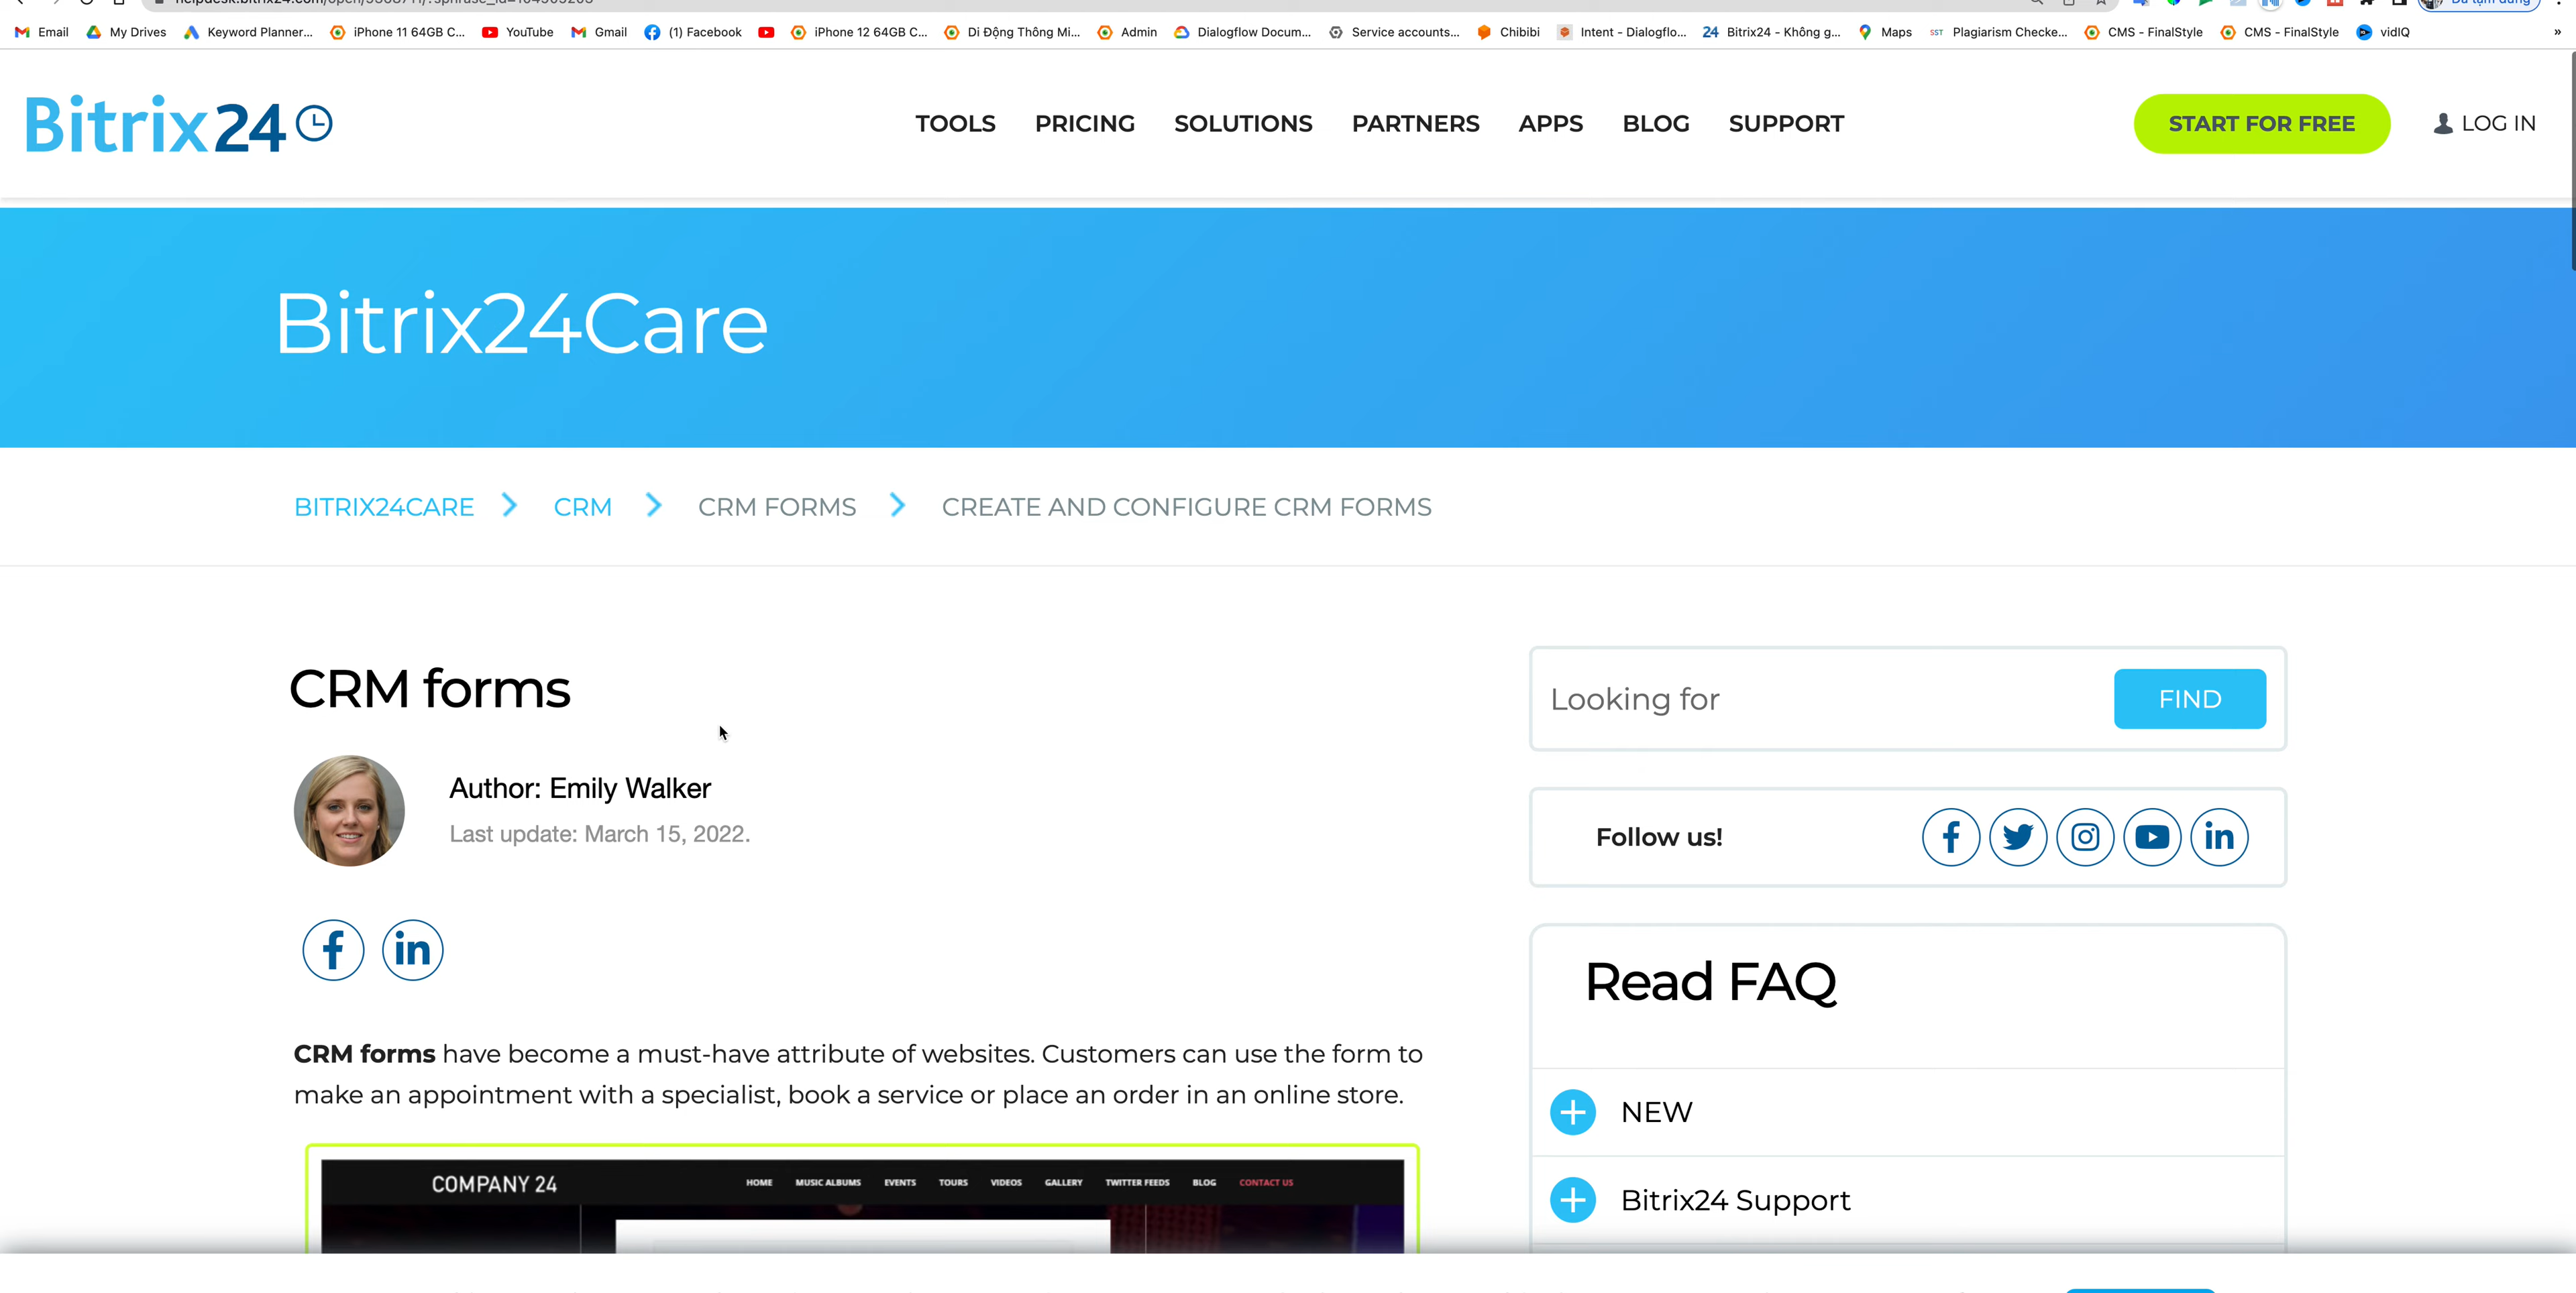 Email My Drives Keyword Planner... iPhone 11 64GB C... YouTube Gmail (1) Facebook iPhone 12 64GB C... Di Động Thông Mi... Admin Dialogflow Docum... Service accounts... Chibibi Intent - Dialogflo... 24 Bitrix24 - Không g... Maps SST Plagiarism Checke... CMS - FinalStyle CMS - FinalStyle vidIQ »
Bitrix24 TOOLS PRICING SOLUTIONS PARTNERS APPS BLOG SUPPORT START FOR FREE LOG IN
Bitrix24Care
BITRIX24CARE CRM CRM FORMS CREATE AND CONFIGURE CRM FORMS
CRM forms
Author: Emily Walker
Last update: March 15, 2022.
CRM forms have become a must-have attribute of websites. Customers can use the form to
make an appointment with a specialist, book a service or place an order in an online store.
COMPANY 24 HOME MUSIC ALBUMS EVENTS TOURS VIDEOS GALLERY TWITTER FEEDS BLOG CONTACT US
Looking for FIND
Follow us!
Read FAQ
NEW
Bitrix24 Support